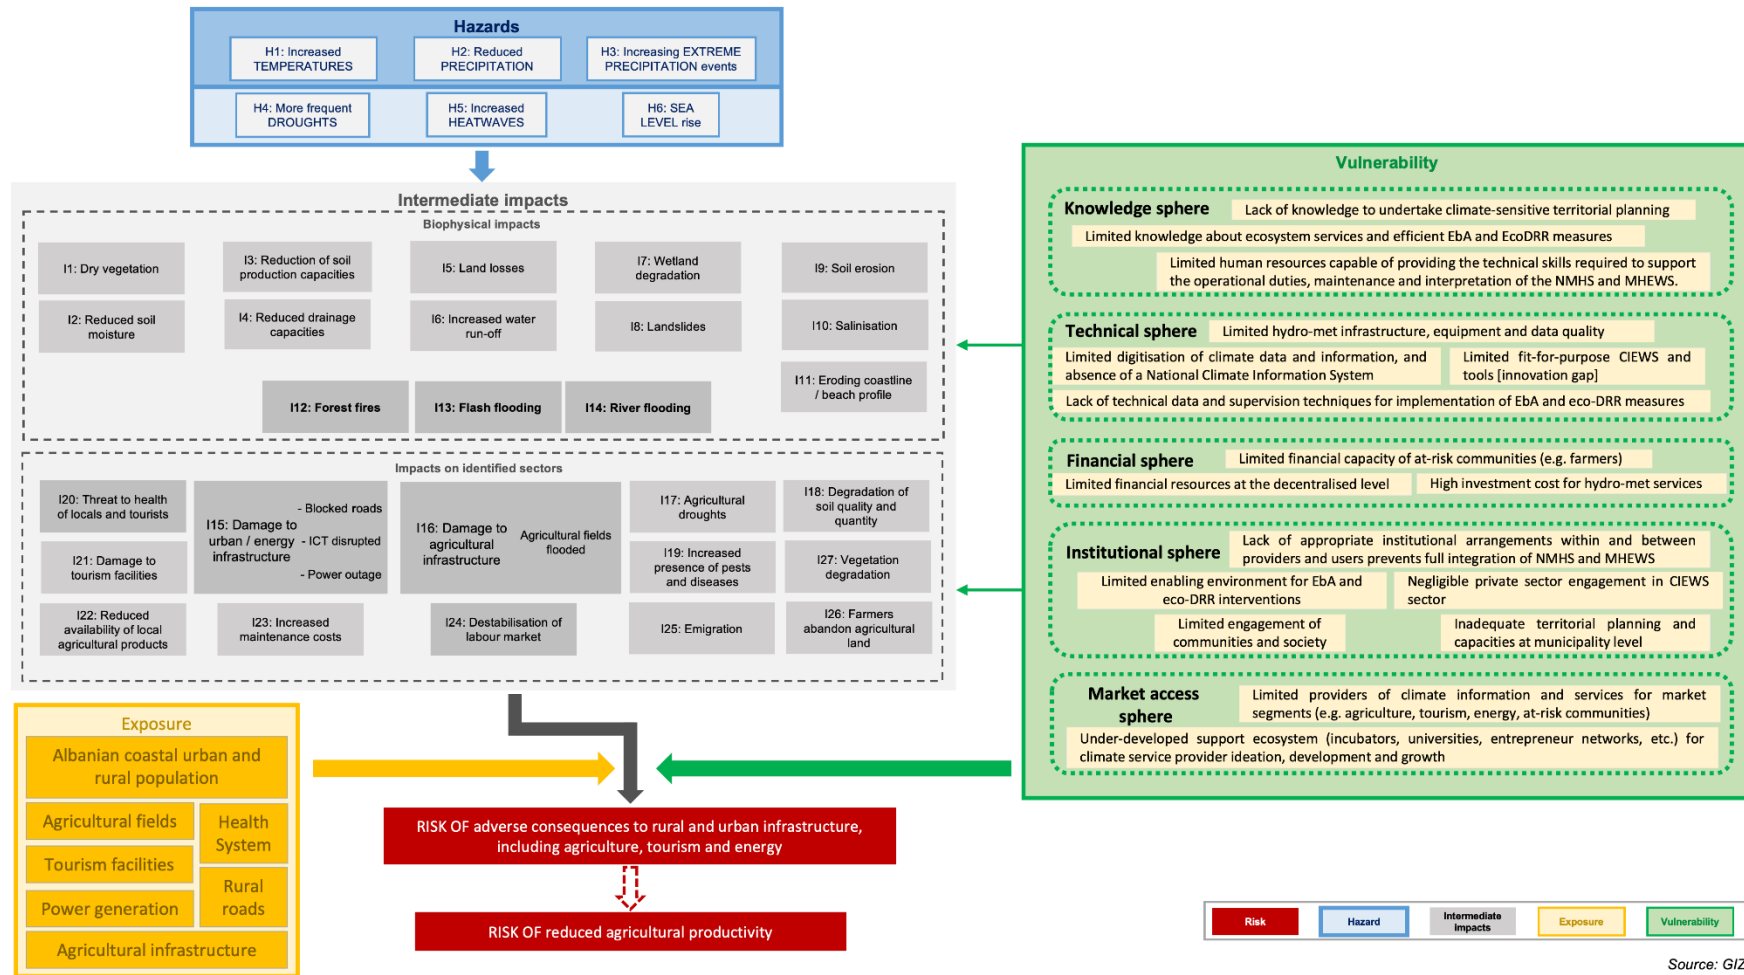 Hazards
H1: Increased
TEMPERATURES
H2: Reduced
PRECIPITATION
H3: Increasing EXTREME
PRECIPITATION events
H4: More frequent
DROUGHTS
H5: Increased
HEATWAVES
H6: SEA
LEVEL rise
Intermediate impacts
Biophysical impacts
I1: Dry vegetation
I3: Reduction of soil
production capacities
I5: Land losses
I7: Wetland
degradation
I9: Soil erosion
I2: Reduced soil
moisture
I4: Reduced drainage
capacities
I6: Increased water
run-off
I8: Landslides
I10: Salinisation
I11: Eroding coastline
/ beach profile
I12: Forest fires
I13: Flash flooding
I14: River flooding
Impacts on identified sectors
I20: Threat to health
of locals and tourists
I15: Damage to
urban / energy
infrastructure
- Blocked roads
- ICT disrupted
- Power outage
I16: Damage to
agricultural
infrastructure
Agricultural fields
flooded
I17: Agricultural
droughts
I18: Degradation of
soil quality and
quantity
I21: Damage to
tourism facilities
I19: Increased
presence of pests
and diseases
I27: Vegetation
degradation
I22: Reduced
availability of local
agricultural products
I23: Increased
maintenance costs
I24: Destabilisation of
labour market
I25: Emigration
I26: Farmers
abandon agricultural
land
Vulnerability
Knowledge sphere
Lack of knowledge to undertake climate-sensitive territorial planning
Limited knowledge about ecosystem services and efficient EbA and EcoDRR measures
Limited human resources capable of providing the technical skills required to support
the operational duties, maintenance and interpretation of the NMHS and MHEWS.
Technical sphere
Limited hydro-met infrastructure, equipment and data quality
Limited digitisation of climate data and information, and
absence of a National Climate Information System
Limited fit-for-purpose CIEWS and
tools [innovation gap]
Lack of technical data and supervision techniques for implementation of EbA and eco-DRR measures
Financial sphere
Limited financial capacity of at-risk communities (e.g. farmers)
Limited financial resources at the decentralised level
High investment cost for hydro-met services
Institutional sphere
Lack of appropriate institutional arrangements within and between
providers and users prevents full integration of NMHS and MHEWS
Limited enabling environment for EbA and
eco-DRR interventions
Negligible private sector engagement in CIEWS
sector
Limited engagement of
communities and society
Inadequate territorial planning and
capacities at municipality level
Market access
sphere
Limited providers of climate information and services for market
segments (e.g. agriculture, tourism, energy, at-risk communities)
Under-developed support ecosystem (incubators, universities, entrepreneur networks, etc.) for
climate service provider ideation, development and growth
Exposure
Albanian coastal urban and
rural population
Agricultural fields
Health
System
Tourism facilities
Rural
roads
Power generation
Agricultural infrastructure
RISK OF adverse consequences to rural and urban infrastructure,
including agriculture, tourism and energy
RISK OF reduced agricultural productivity
Risk
Hazard
Intermediate
Impacts
Exposure
Vulnerability
Source: GIZ